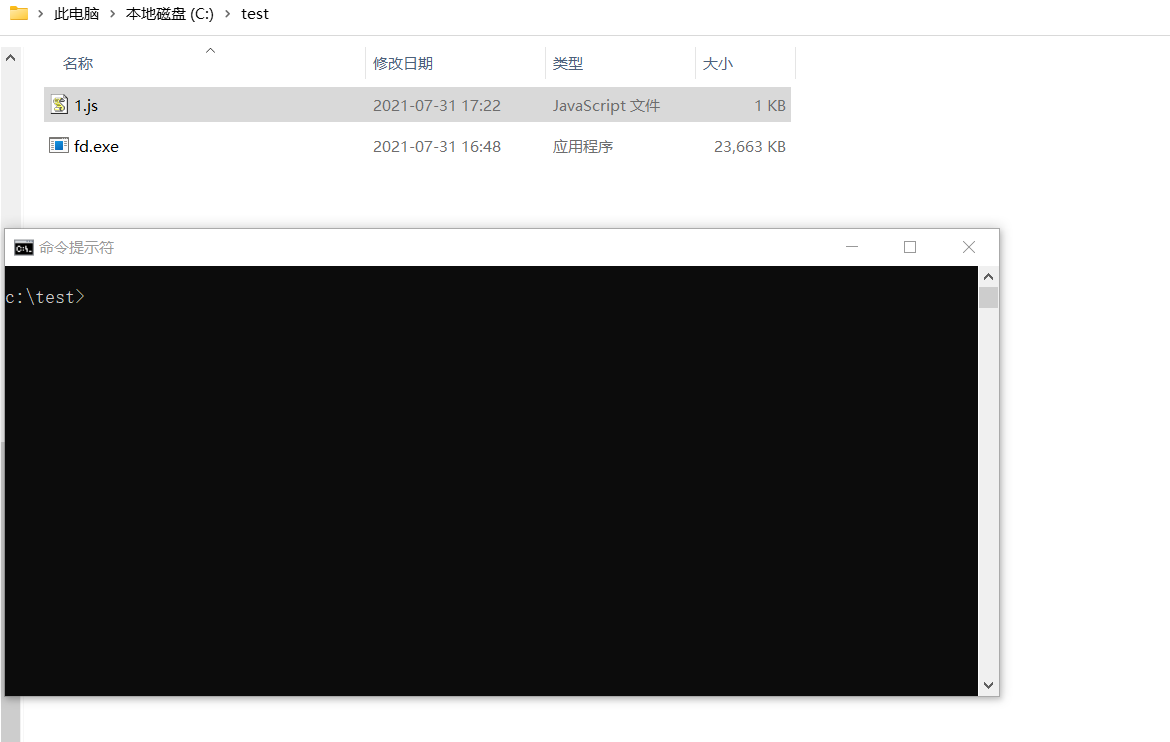 此电脑 > 本地磁盘 (C:) > test
名称 修改日期 类型 大小
1.js 2021-07-31 17:22 JavaScript 文件 1 KB
fd.exe 2021-07-31 16:48 应用程序 23,663 KB
C:\. 命令提示符
c:\test>